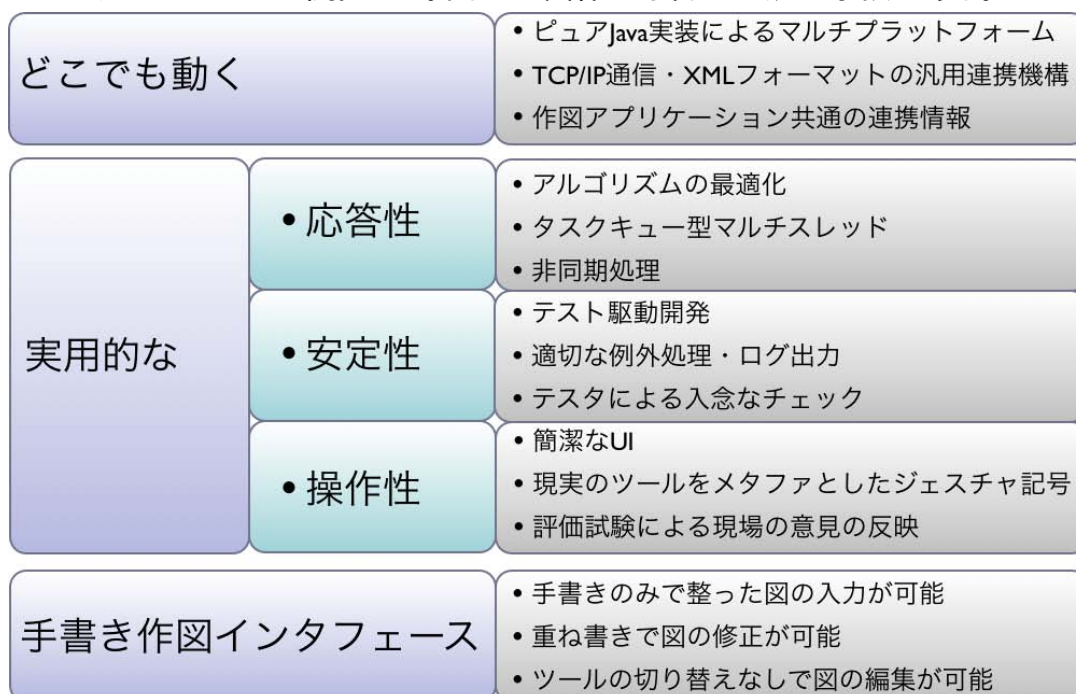 どこでも動く
• ピュアJava実装によるマルチプラットフォーム
• TCP/IP通信・XMLフォーマットの汎用連携機構
• 作図アプリケーション共通の連携情報
実用的な
• 応答性
• アルゴリズムの最適化
• タスクキュー型マルチスレッド
• 非同期処理
• 安定性
• テスト駆動開発
• 適切な例外処理・ログ出力
• テスタによる入念なチェック
• 操作性
• 簡潔なUI
• 現実のツールをメタファとしたジェスチャ記号
• 評価試験による現場の意見の反映
手書き作図インタフェース
• 手書きのみで整った図の入力が可能
• 重ね書きで図の修正が可能
• ツールの切り替えなしで図の編集が可能